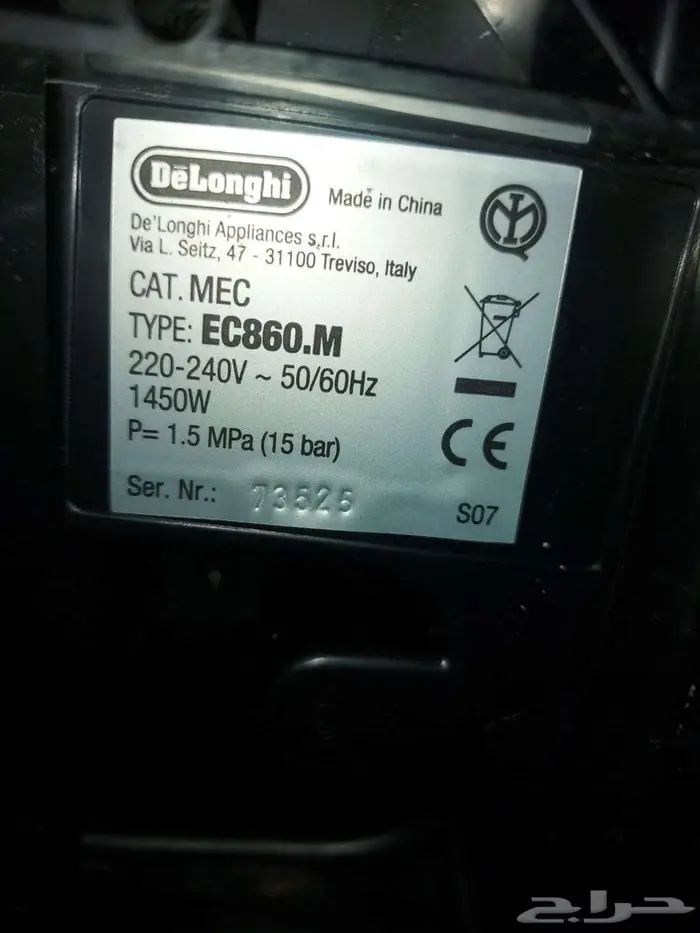 DeLonghi
Made in China
De'Longhi Appliances s.r.l.
Via L. Seitz, 47 - 31100 Treviso, Italy
CAT. MEC
TYPE: EC860.M
220-240V ~ 50/60Hz
1450W
P= 1.5 MPa (15 bar)
CE
Ser. Nr.: 73525
S07
حراج